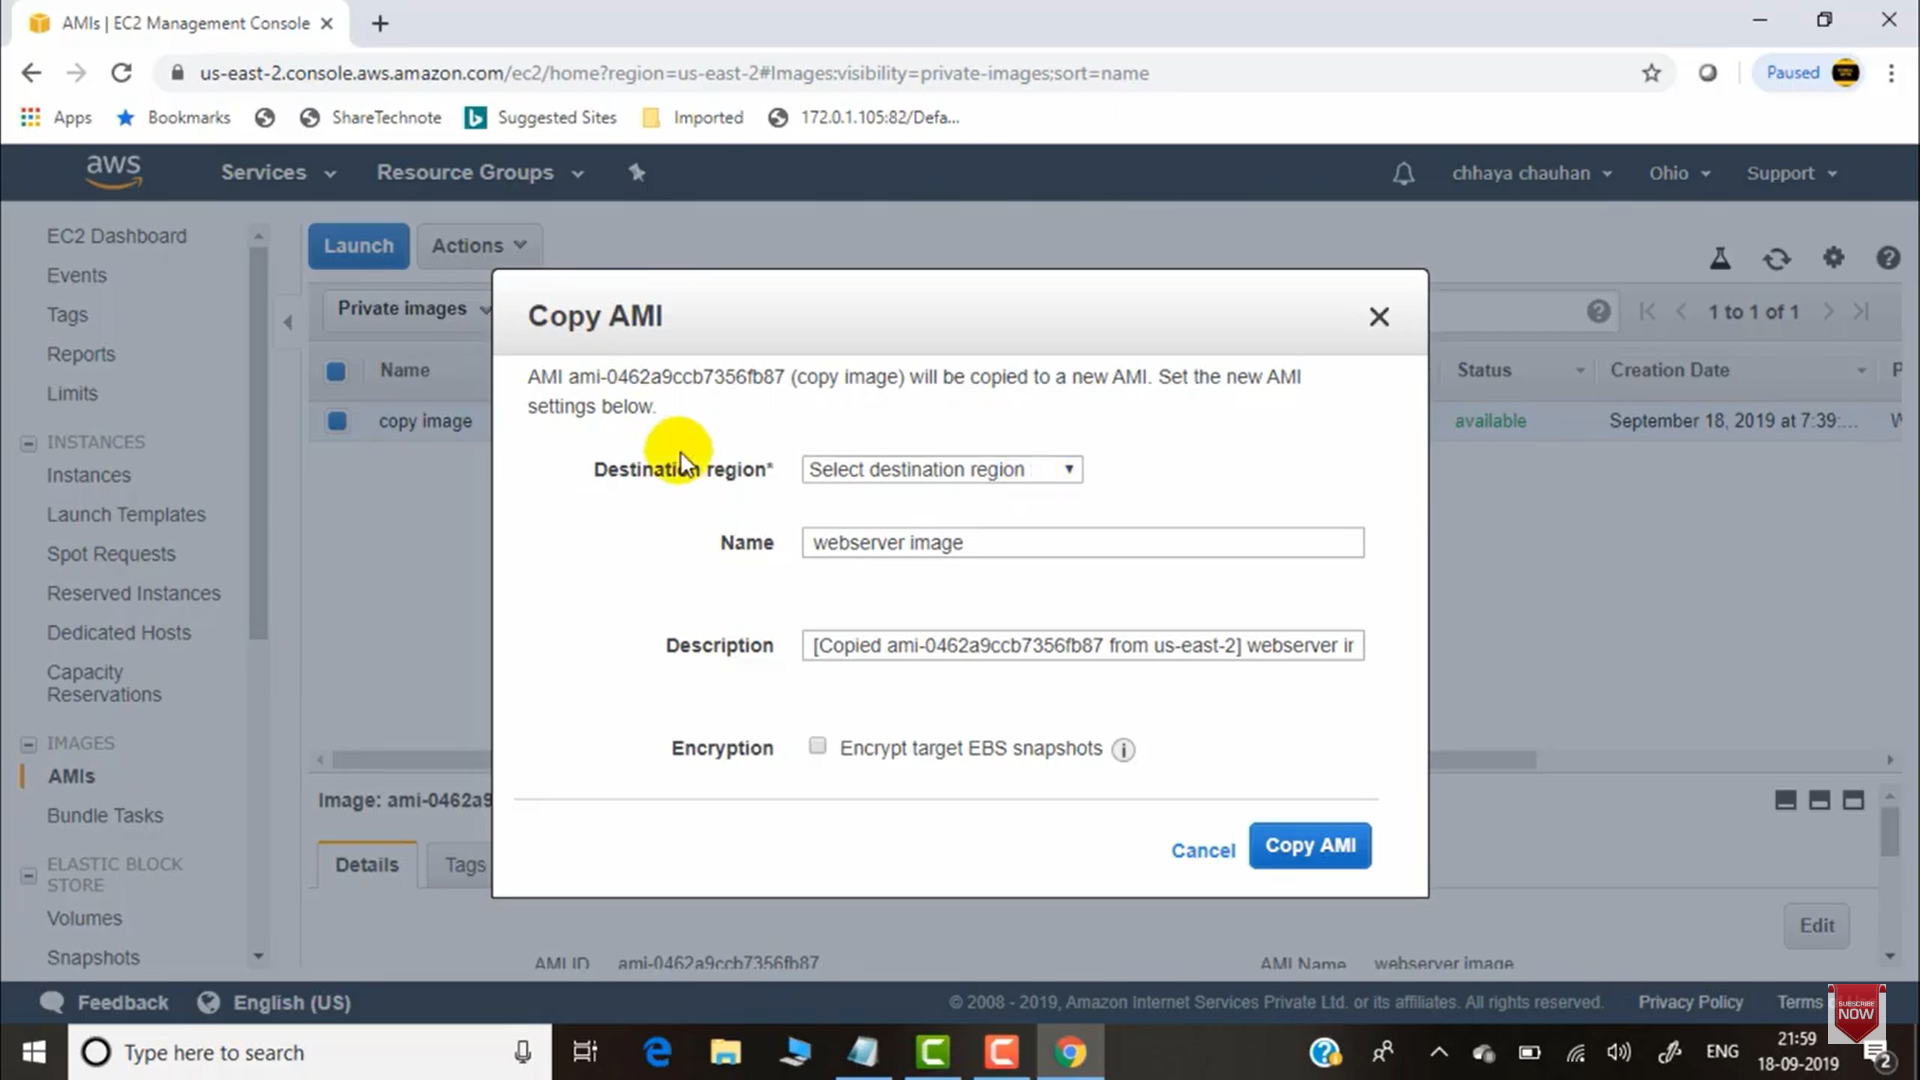 AMIs | EC2 Management Console
us-east-2.console.aws.amazon.com/ec2/home?region=us-east-2#Images:visibility=private-images;sort=name
Paused
Apps
Bookmarks
ShareTechnote
Suggested Sites
Imported
172.0.1.105:82/Defa...
aws
Services
Resource Groups
chhaya chauhan
Ohio
Support
EC2 Dashboard
Events
Tags
Reports
Limits
INSTANCES
Instances
Launch Templates
Spot Requests
Reserved Instances
Dedicated Hosts
Capacity
Reservations
IMAGES
AMIs
Bundle Tasks
ELASTIC BLOCK
STORE
Volumes
Snapshots
Launch
Actions
Private images
1 to 1 of 1
Name
Status
Creation Date
copy image
available
September 18, 2019 at 7:39:...
Copy AMI
AMI ami-0462a9ccb7356fb87 (copy image) will be copied to a new AMI. Set the new AMI
settings below.
Destination region*
Select destination region
Name
webserver image
Description
[Copied ami-0462a9ccb7356fb87 from us-east-2] webserver ir
Encryption
Encrypt target EBS snapshots
Cancel
Copy AMI
Image: ami-0462a9
Details
Tags
Edit
AMI ID
ami-0462a9ccb7356fb87
AMI Name
webserver image
Feedback
English (US)
© 2008 - 2019, Amazon Internet Services Private Ltd. or its affiliates. All rights reserved.
Privacy Policy
Terms
SUBSCRIBE
NOW
Type here to search
ENG
21:59
18-09-2019
2